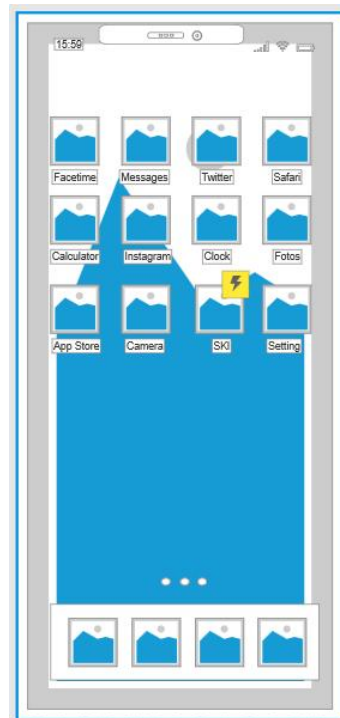 15:59
Facetime Messages Twitter Safari
Calculator Instagram Clock Fotos
App Store Camera SKI Setting